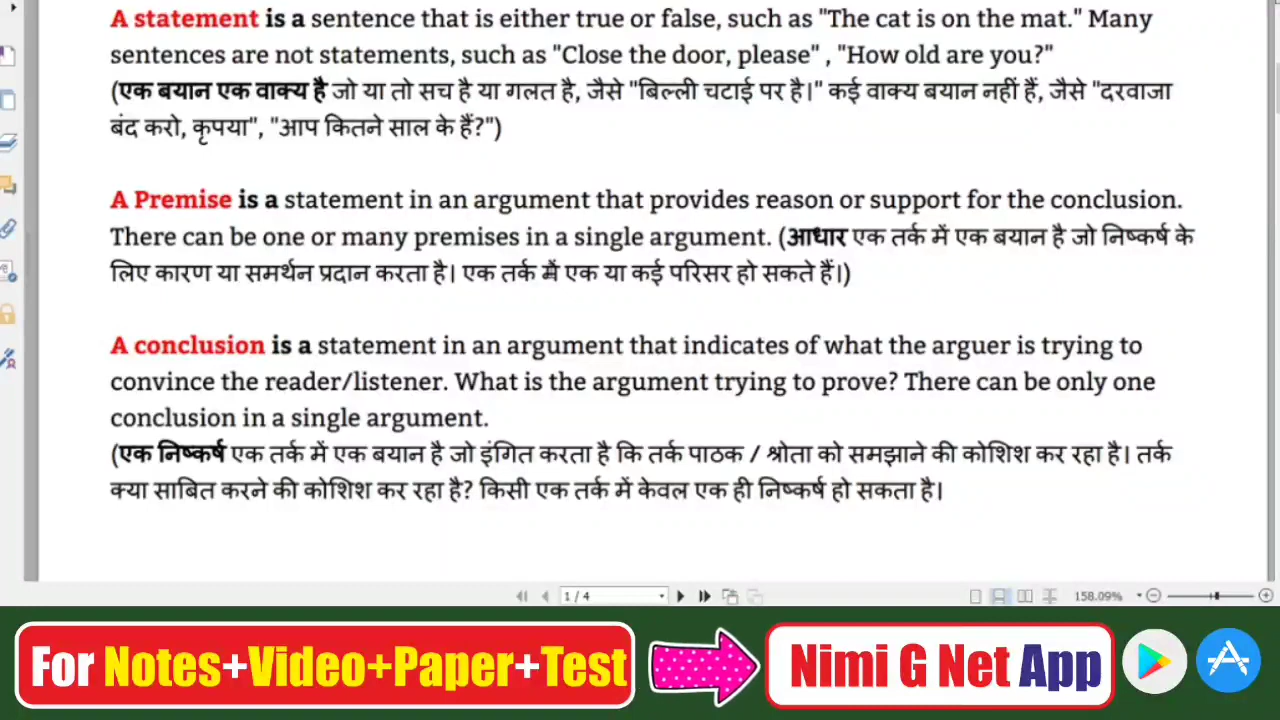 A statement is a sentence that is either true or false, such as "The cat is on the mat." Many
sentences are not statements, such as "Close the door, please" , "How old are you?"
(एक बयान एक वाक्य है जो या तो सच है या गलत है, जैसे "बिल्ली चटाई पर है।" कई वाक्य बयान नहीं हैं, जैसे "दरवाजा
बंद करो, कृपया", "आप कितने साल के हैं?")
A Premise is a statement in an argument that provides reason or support for the conclusion.
There can be one or many premises in a single argument. (आधार एक तर्क में एक बयान है जो निष्कर्ष के
लिए कारण या समर्थन प्रदान करता है। एक तर्क में एक या कई परिसर हो सकते हैं।)
A conclusion is a statement in an argument that indicates of what the arguer is trying to
convince the reader/listener. What is the argument trying to prove? There can be only one
conclusion in a single argument.
(एक निष्कर्ष एक तर्क में एक बयान है जो इंगित करता है कि तर्क पाठक / श्रोता को समझाने की कोशिश कर रहा है। तर्क
क्या साबित करने की कोशिश कर रहा है? किसी एक तर्क में केवल एक ही निष्कर्ष हो सकता है।
1 / 4
158.09%
For Notes+Video+Paper+Test
Nimi G Net App